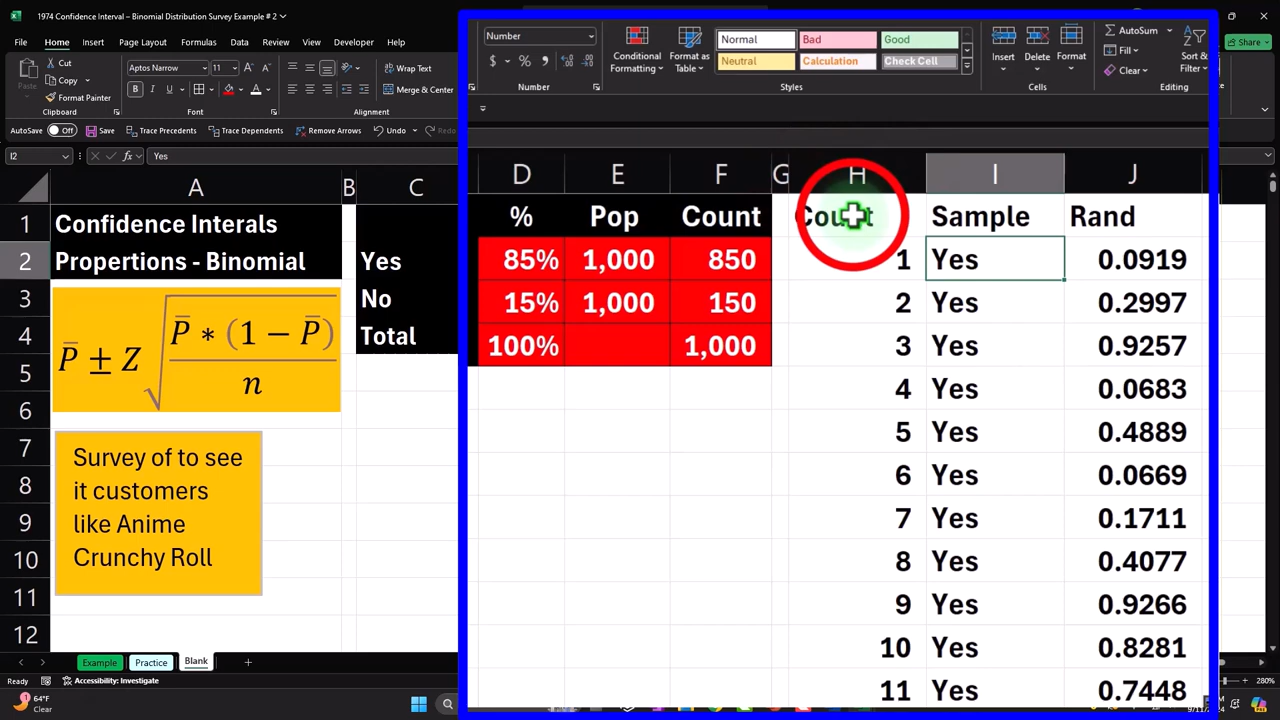 1974 Confidence Interval - Binomial Distribution Survey Example # 2
File Home Insert Page Layout Formulas Data Review View Developer
Share
Cut
Copy
Format Painter
Clipboard
Aptos Narrow 11
B I U
Font
Wrap Text
Merge & Center
Alignment
Number
$ % ,
Number
Conditional Formatting
Format as Table
Normal Bad Good
Neutral Calculation Check Cell
Styles
Insert Delete Format
Cells
AutoSum
Fill
Clear
Sort & Filter
Editing
AutoSave Off Save Trace Precedents Trace Dependents Remove Arrows Undo
I2 fx Yes
A B C D E F G H I J
1 Confidence Interals % Pop Count Count Sample Rand
2 Propertions - Binomial Yes 85% 1,000 850 1 Yes 0.0919
3 No 15% 1,000 150 2 Yes 0.2997
4 Total 100% 1,000 3 Yes 0.9257
P̅ ± Z √ P̅ * (1 − P̅) / n
5 4 Yes 0.0683
6 5 Yes 0.4889
7 6 Yes 0.0669
8 7 Yes 0.1711
9 8 Yes 0.4077
10 9 Yes 0.9266
11 10 Yes 0.8281
12 11 Yes 0.7448
Survey of to see
it customers
like Anime
Crunchy Roll
Example Practice Blank +
Ready Accessibility: Investigate 280%
1 64°F
Clear